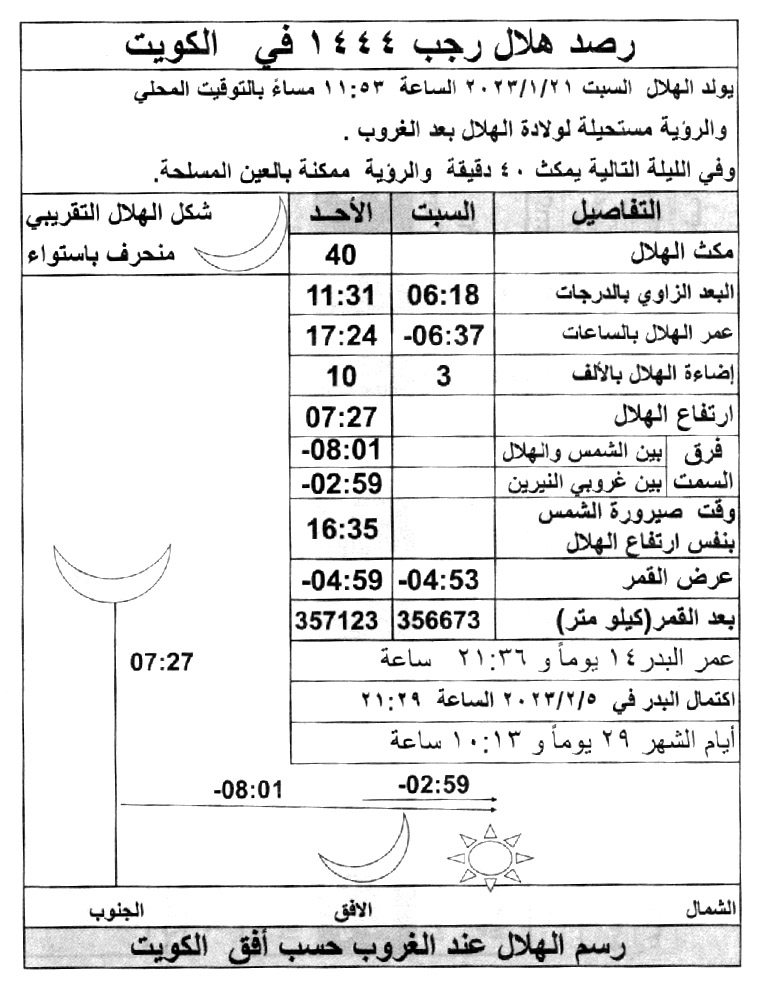 رصد هلال رجب ١٤٤٤ في الكويت
يولد الهلال السبت ٢٠٢٣/١/٢١ الساعة ١١:٥٣ مساءً بالتوقيت المحلي
والرؤية مستحيلة لولادة الهلال بعد الغروب .
وفي الليلة التالية يمكث ٤٠ دقيقة والرؤية ممكنة بالعين المسلحة.
التفاصيل السبت الأحد شكل الهلال التقريبي
مكث الهلال 40 منحرف باستواء
البعد الزاوي بالدرجات 06:18 11:31
عمر الهلال بالساعات -06:37 17:24
إضاءة الهلال بالألف 3 10
ارتفاع الهلال 07:27
فرق بين الشمس والهلال -08:01
السمت بين غروبي النيرين -02:59
وقت صيرورة الشمس
بنفس ارتفاع الهلال 16:35
عرض القمر -04:53 -04:59
بعد القمر(كيلو متر) 356673 357123
عمر البدر ١٤ يوماً و ٢١:٣٦ ساعة
07:27
اكتمال البدر في ٢٠٢٣/٢/٥ الساعة ٢١:٢٩
أيام الشهر ٢٩ يوماً و ١٠:١٣ ساعة
-02:59 -08:01
الشمال الافق الجنوب
رسم الهلال عند الغروب حسب أفق الكويت